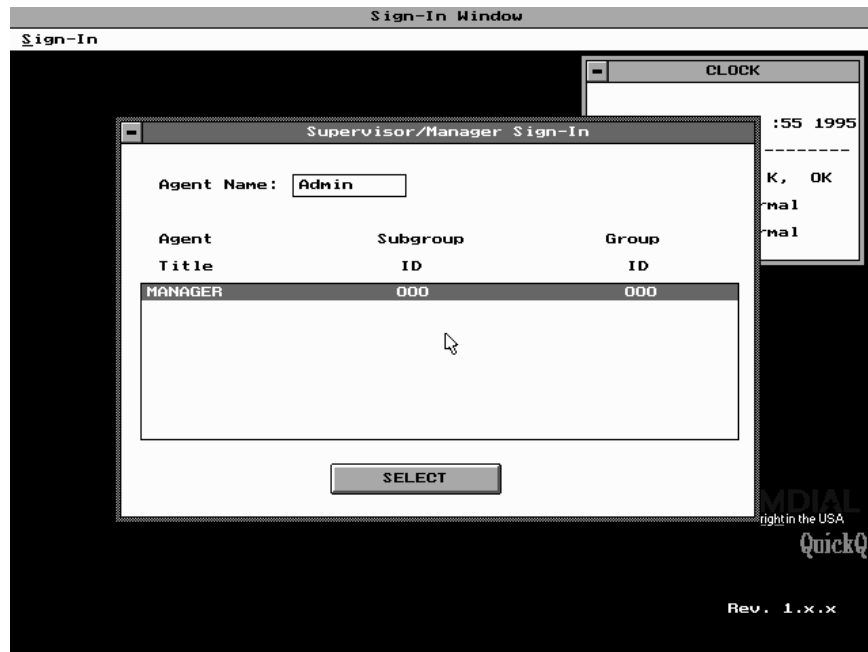 Sign-In Window
Sign-In
CLOCK
:55 1995
--------
Supervisor/Manager Sign-In
K, OK
Agent Name: Admin
rmal
rmal
Agent Subgroup Group
Title ID ID
MANAGER 000 000
SELECT
MDIAL
right in the USA
QuickQ
Rev. 1.x.x